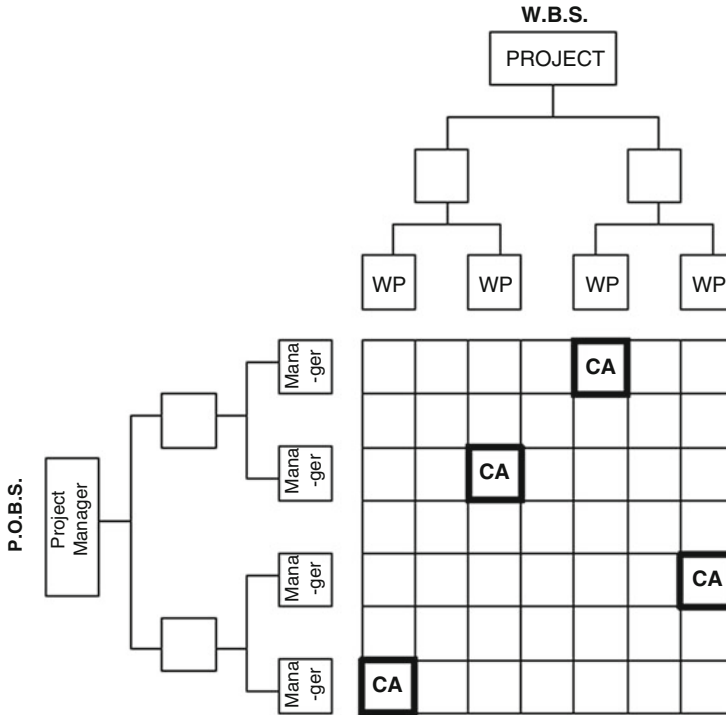 W.B.S.
PROJECT
WP WP WP WP
P.O.B.S.
Project
Manager
Mana
-ger
Mana
-ger
Mana
-ger
Mana
-ger
CA
CA
CA
CA